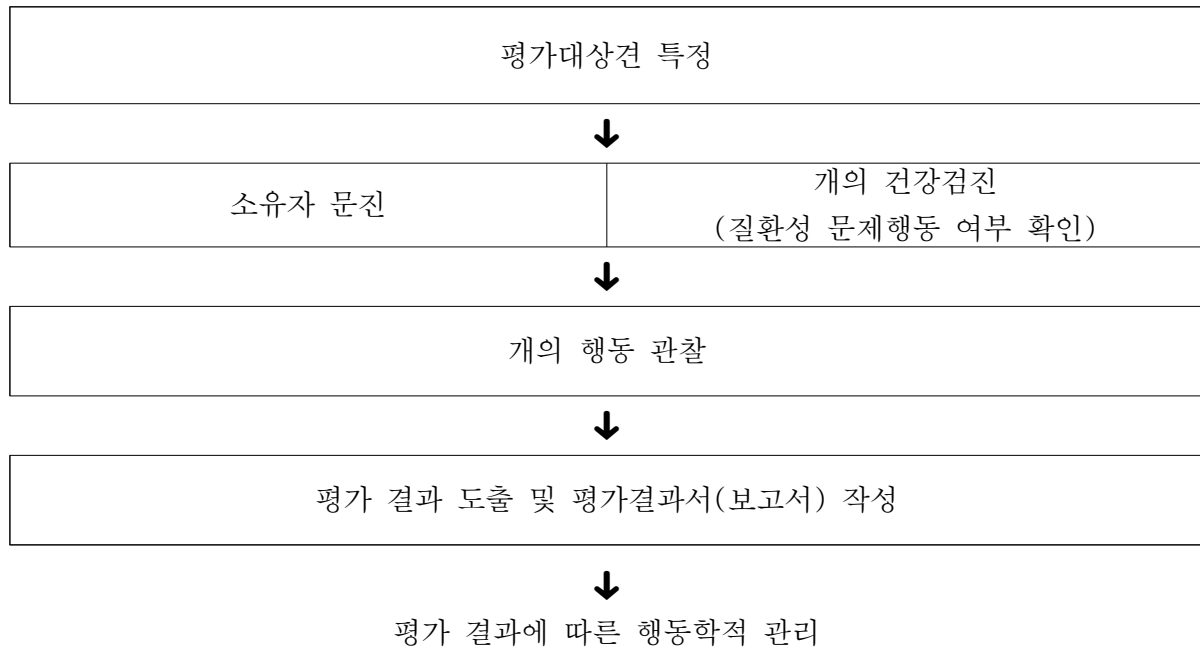 평가대상견 특정
소유자 문진
개의 건강검진
(질환성 문제행동 여부 확인)
개의 행동 관찰
평가 결과 도출 및 평가결과서(보고서) 작성
평가 결과에 따른 행동학적 관리